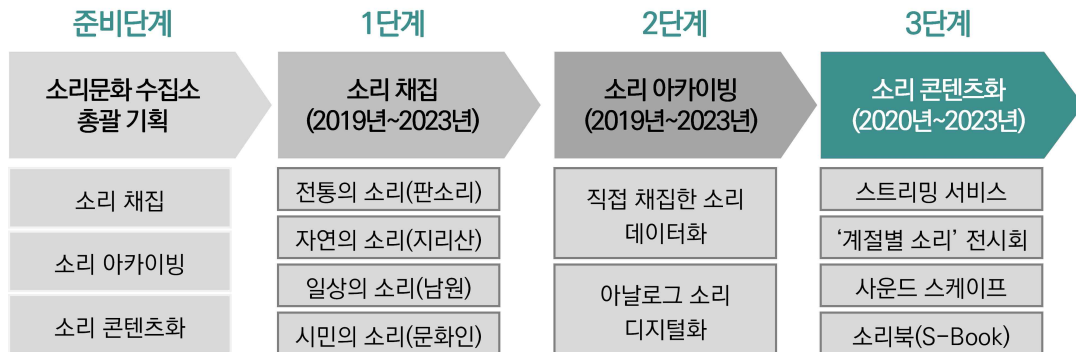 준비단계
소리문화 수집소
총괄 기획
소리 채집
소리 아카이빙
소리 콘텐츠화
1단계
소리 채집
(2019년~2023년)
전통의 소리(판소리)
자연의 소리(지리산)
일상의 소리(남원)
시민의 소리(문화인)
2단계
소리 아카이빙
(2019년~2023년)
직접 채집한 소리
데이터화
아날로그 소리
디지털화
3단계
소리 콘텐츠화
(2020년~2023년)
스트리밍 서비스
‘계절별 소리’ 전시회
사운드 스케이프
소리북(S-Book)